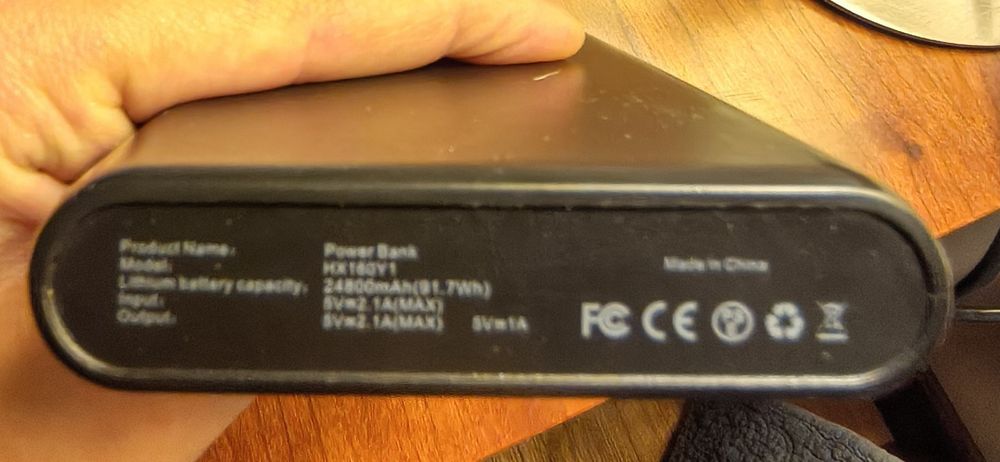 Product Name: Power Bank
Model: HX160Y1
Lithium battery capacity: 24800mAh(91.7Wh)
Input: 5V=2.1A(MAX)
Output: 5V=2.1A(MAX) 5V=1A
Made in China
FC CE